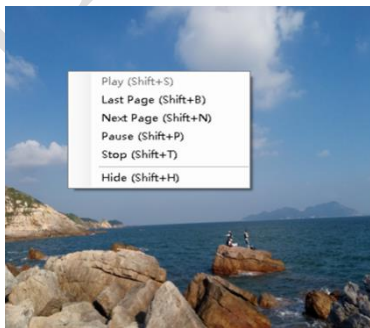 Play (Shift+S)
Last Page (Shift+B)
Next Page (Shift+N)
Pause (Shift+P)
Stop (Shift+T)
Hide (Shift+H)